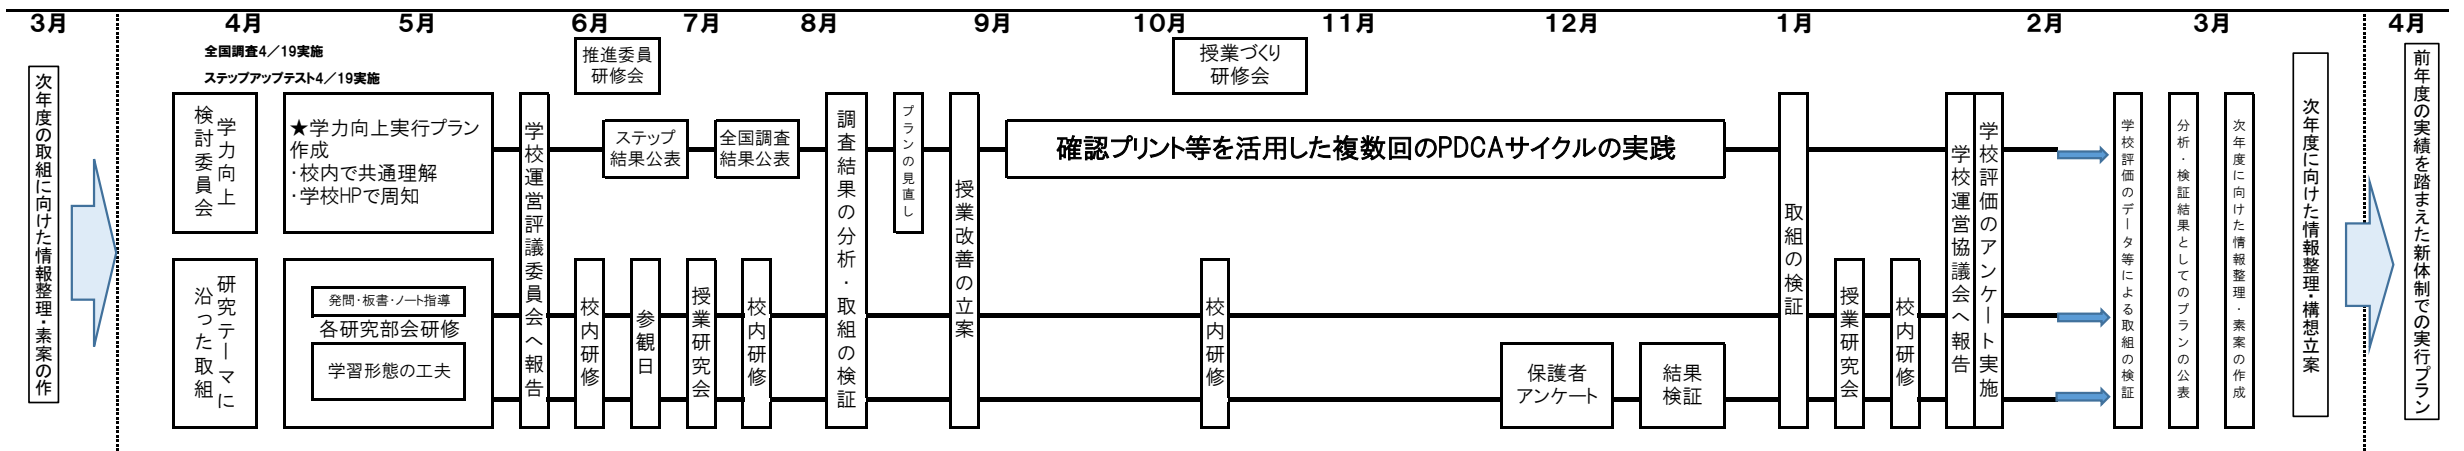 3月
4月
5月
6月
7月
8月
9月
10月
11月
12月
1月
2月
3月
4月
次年度の取組に向けた情報整理・素案の作
全国調査4／19実施
ステップアップテスト4／19実施
学力向上
検討委員会
★学力向上実行プラン
作成
・校内で共通理解
・学校HPで周知
研究テーマに
沿った取組
発問・板書・ノート指導
各研究部会研修
学習形態の工夫
学校運営評議委員会へ報告
推進委員
研修会
ステップ
結果公表
全国調査
結果公表
校内研修
参観日
授業研究会
校内研修
調査結果の分析・取組の検証
プランの見直し
授業改善の立案
授業づくり
研修会
確認プリント等を活用した複数回のPDCAサイクルの実践
校内研修
保護者
アンケート
結果
検証
取組の検証
授業研究会
校内研修
学校評価のアンケート実施
学校運営協議会へ報告
学校評価のデータ等による取組の検証
分析・検証結果としてのプランの公表
次年度に向けた情報整理・素案の作成
次年度に向けた情報整理・構想立案
前年度の実績を踏まえた新体制での実行プラン